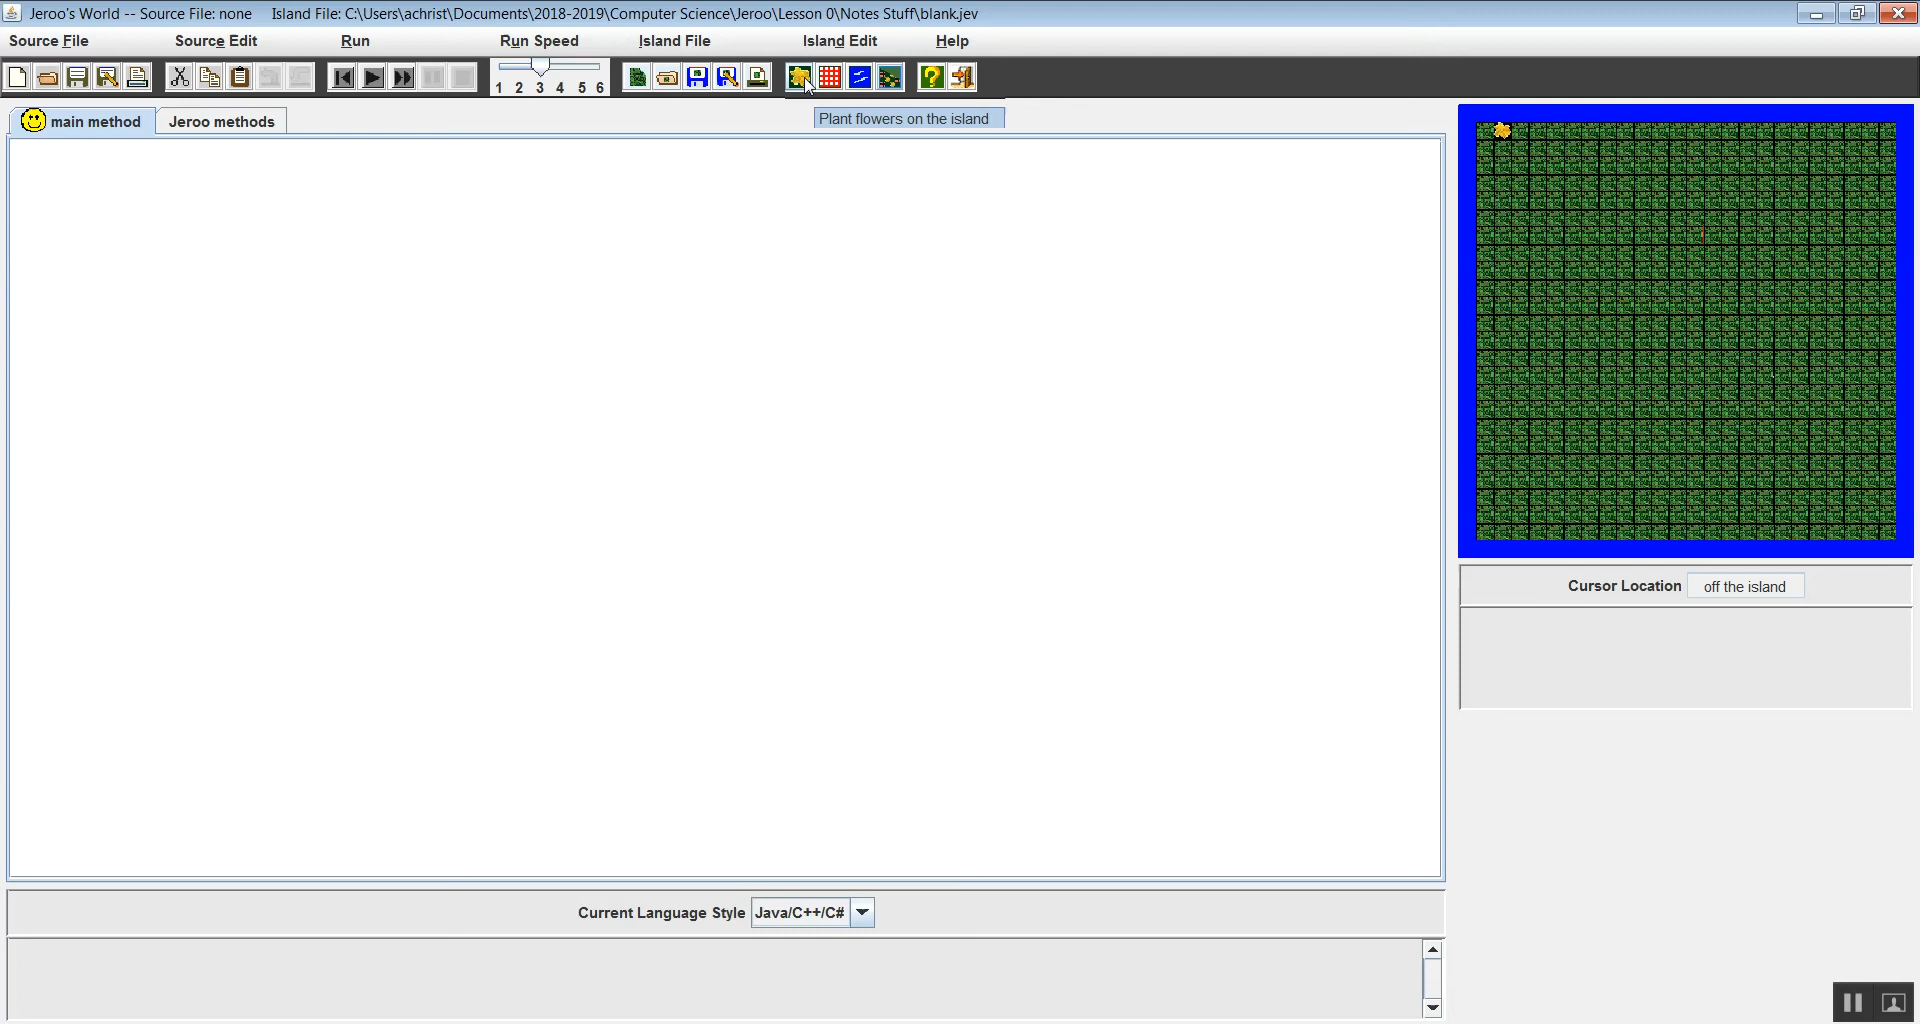 Jeroo's World -- Source File: none Island File: C:\Users\achrist\Documents\2018-2019\Computer Science\Jeroo\Lesson 0\Notes Stuff\blank.jev
Source File Source Edit Run Run Speed Island File Island Edit Help
1 2 3 4 5 6
?
main method Jeroo methods Plant flowers on the island
Cursor Location off the island
Current Language Style Java/C++/C#